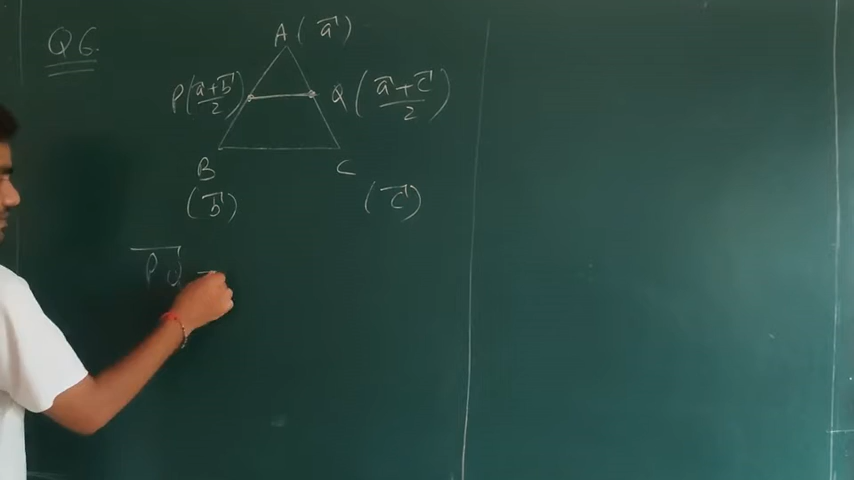 Q6.
A (a⃗)
P((a⃗+b⃗)/2) Q((a⃗+c⃗)/2)
B C
(b⃗) (c⃗)
PQ =